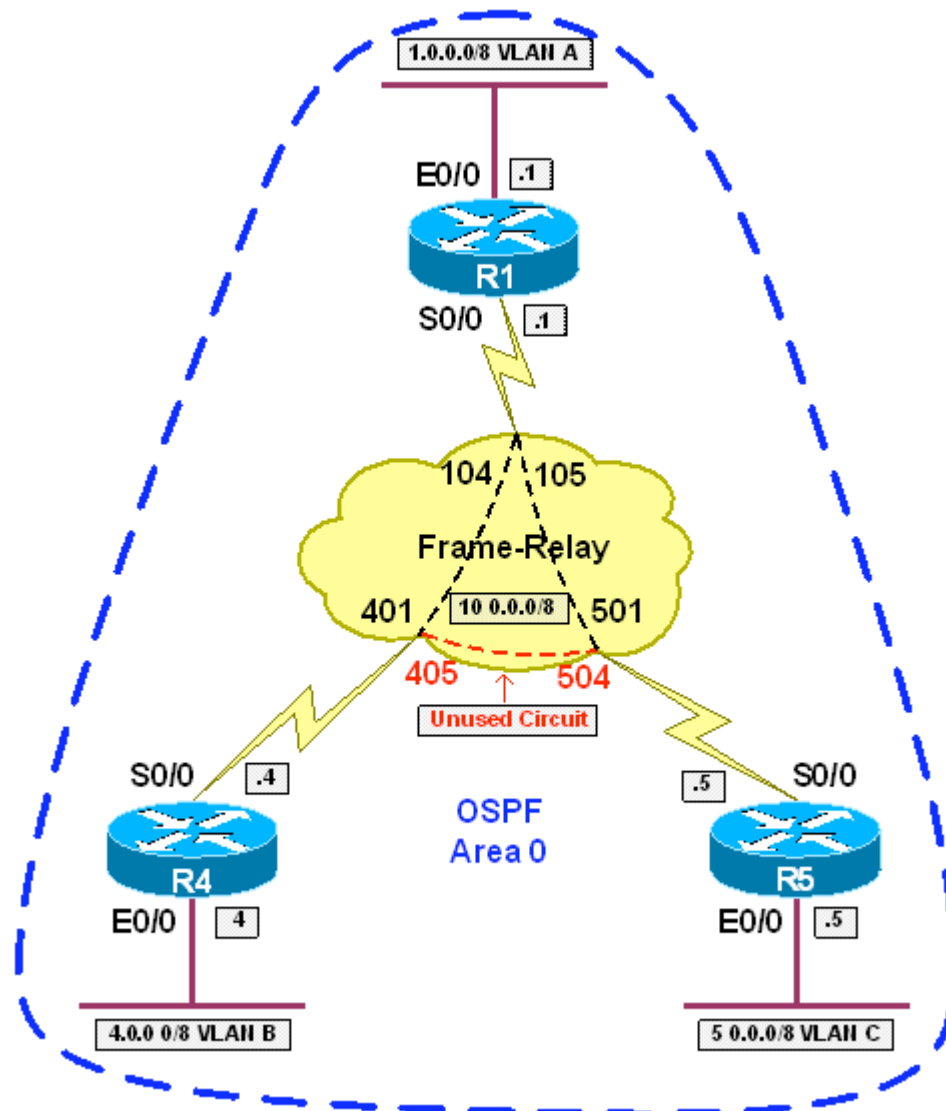 1.0.0.0/8 VLAN A
E0/0 .1
R1
S0/0 .1
104 105
Frame-Relay
401 10 0.0.0/8 501
405 504
Unused Circuit
S0/0 .4 .5 S0/0
OSPF
Area 0
R4 R5
E0/0 4 E0/0 .5
4.0.0 0/8 VLAN B 5 0.0.0/8 VLAN C